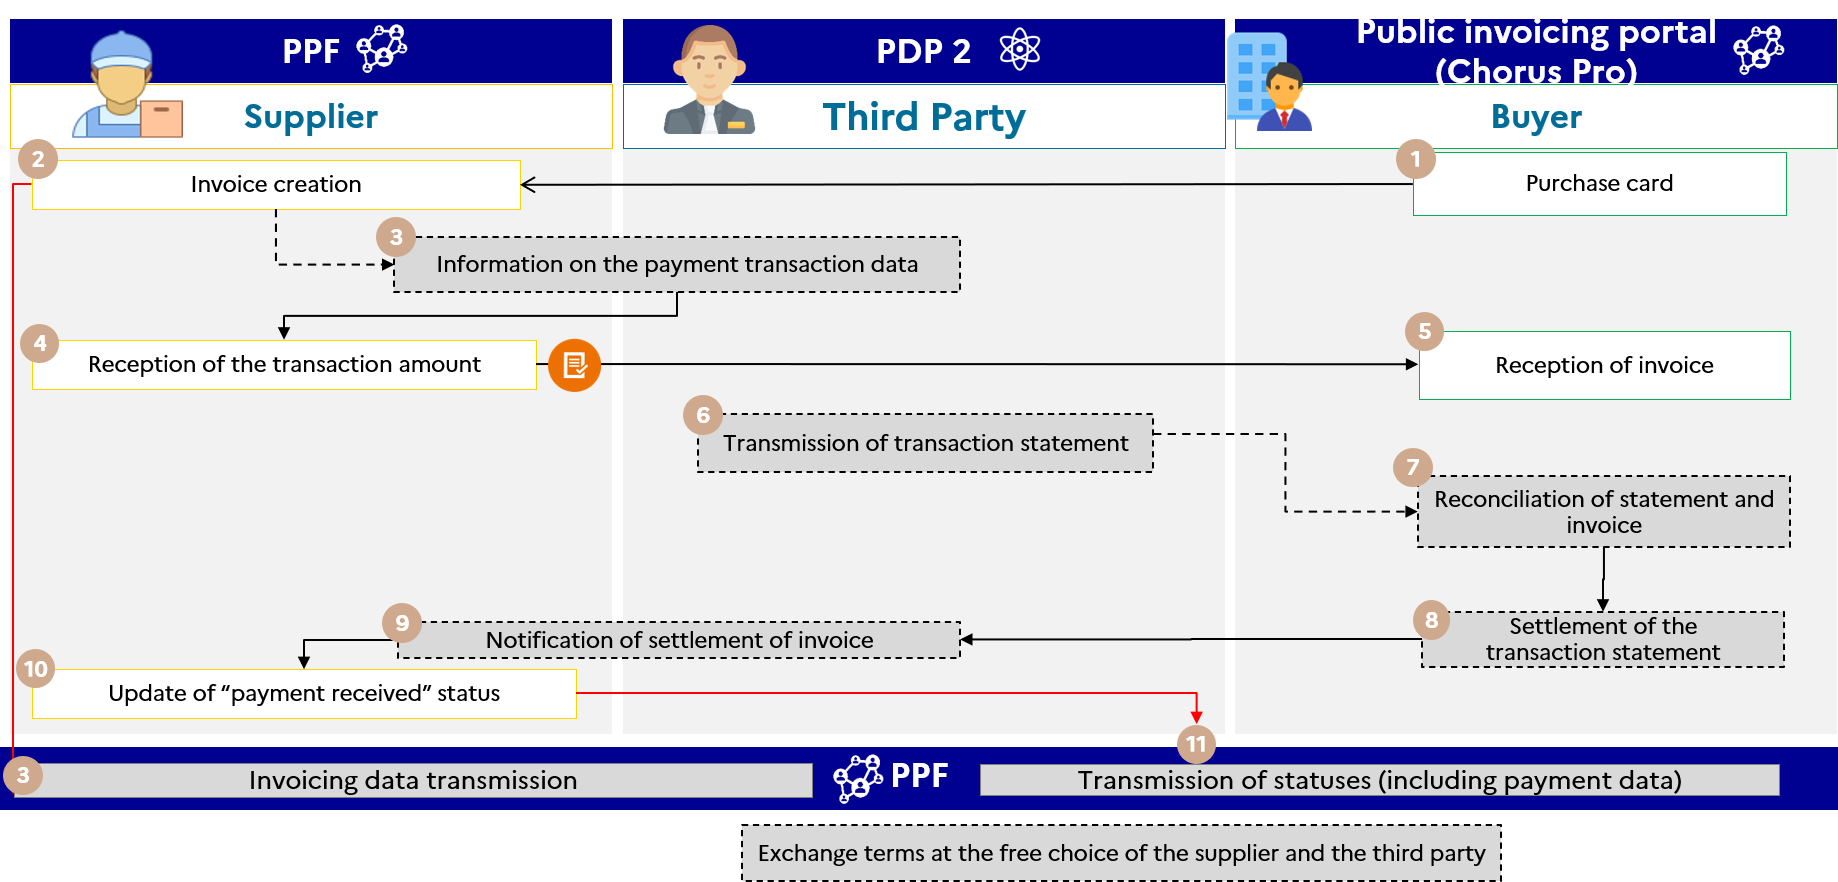 PPF
PDP 2
Public invoicing portal
(Chorus Pro)
Supplier
Third Party
Buyer
2
Invoice creation
1
Purchase card
3
Information on the payment transaction data
4
Reception of the transaction amount
5
Reception of invoice
6
Transmission of transaction statement
7
Reconciliation of statement and
invoice
8
Settlement of the
transaction statement
9
Notification of settlement of invoice
10
Update of “payment received” status
11
3
Invoicing data transmission
PPF
Transmission of statuses (including payment data)
Exchange terms at the free choice of the supplier and the third party